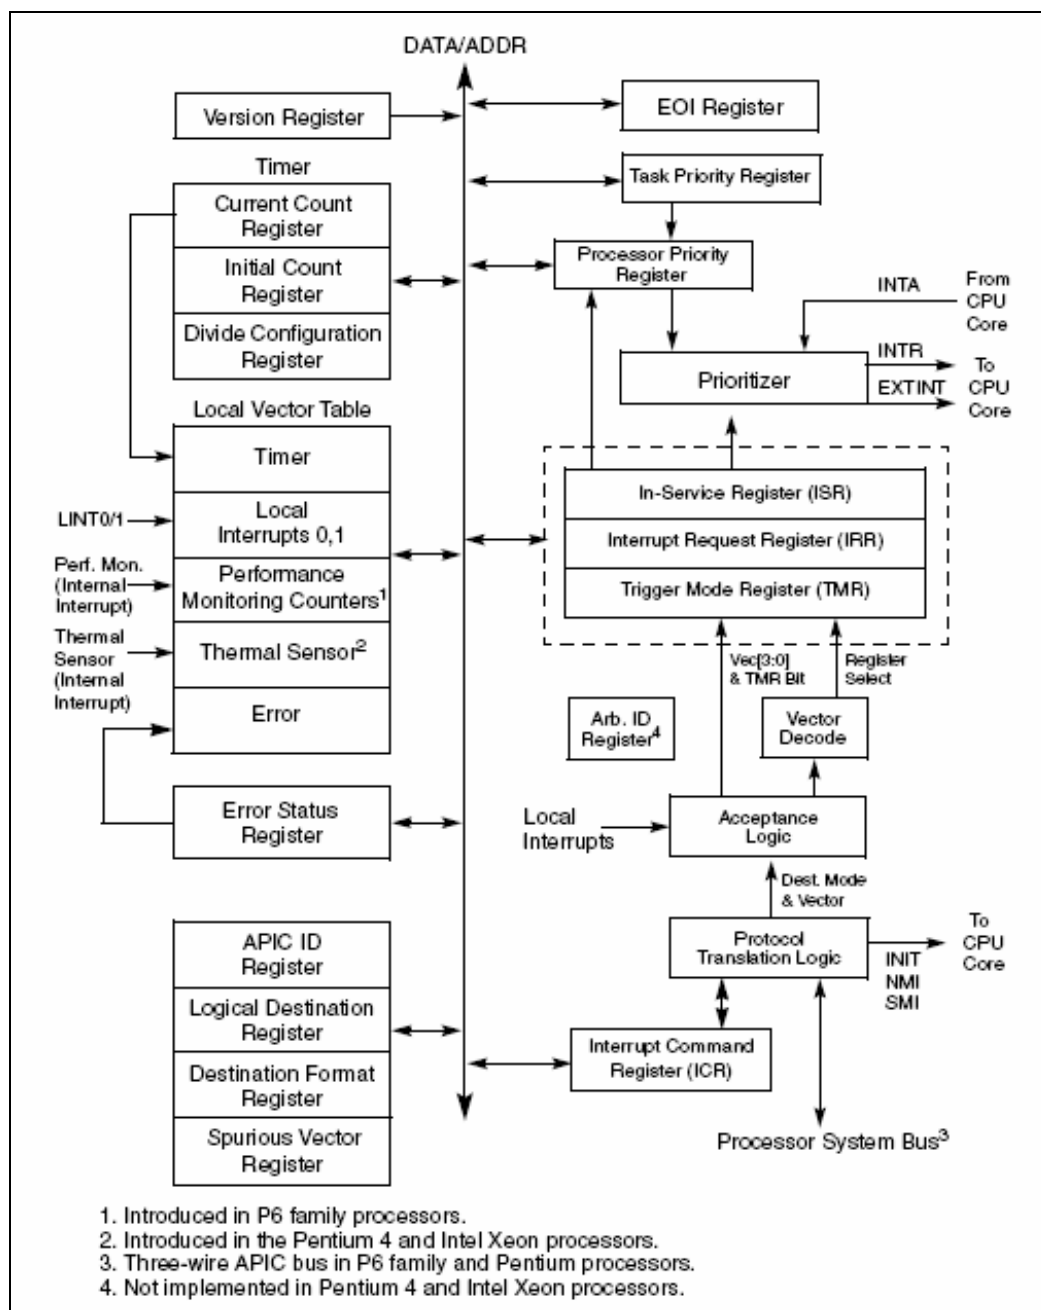 DATA/ADDR
Version Register
EOI Register
Timer
Task Priority Register
Current Count
Register
Initial Count
Register
Divide Configuration
Register
Processor Priority
Register
INTA
From
CPU
Core
Prioritizer
INTR
EXTINT
To
CPU
Core
Local Vector Table
Timer
LINT0/1
Local
Interrupts 0,1
Perf. Mon.
(Internal
Interrupt)
Performance
Monitoring Counters1
Thermal
Sensor
(Internal
Interrupt)
Thermal Sensor2
Error
In-Service Register (ISR)
Interrupt Request Register (IRR)
Trigger Mode Register (TMR)
Vec[3:0]
& TMR Bit
Register
Select
Arb. ID
Register4
Vector
Decode
Error Status
Register
Local
Interrupts
Acceptance
Logic
Dest. Mode
& Vector
APIC ID
Register
Logical Destination
Register
Destination Format
Register
Spurious Vector
Register
Protocol
Translation Logic
INIT
NMI
SMI
To
CPU
Core
Interrupt Command
Register (ICR)
Processor System Bus3
1. Introduced in P6 family processors.
2. Introduced in the Pentium 4 and Intel Xeon processors.
3. Three-wire APIC bus in P6 family and Pentium processors.
4. Not implemented in Pentium 4 and Intel Xeon processors.